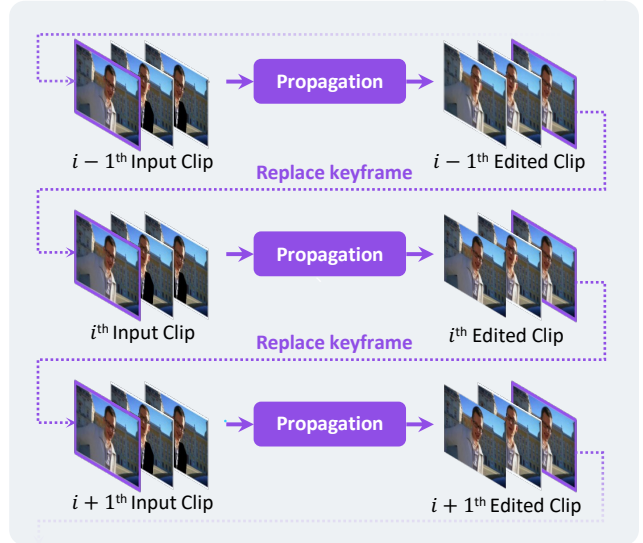 Propagation
i − 1ᵗʰ Input Clip
i − 1ᵗʰ Edited Clip
Replace keyframe
Propagation
iᵗʰ Input Clip
iᵗʰ Edited Clip
Replace keyframe
Propagation
i + 1ᵗʰ Input Clip
i + 1ᵗʰ Edited Clip